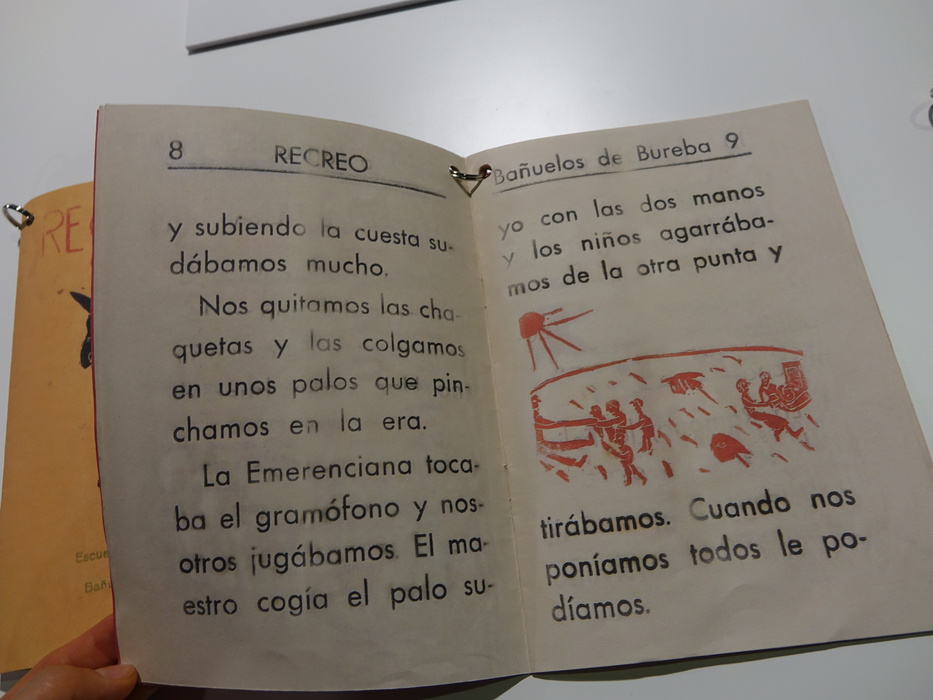 8 RECREO
y subiendo la cuesta su-
dábamos mucho.
Nos quitamos las cha-
quetas y las colgamos
en unos palos que pin-
chamos en la era.
La Emerenciana toca-
ba el gramófono y nos-
otros jugábamos. El ma-
estro cogía el palo su-
Bañuelos de Bureba 9
yo con las dos manos
y los niños agarrába-
mos de la otra punta y
tirábamos. Cuando nos
poníamos todos le po-
díamos.